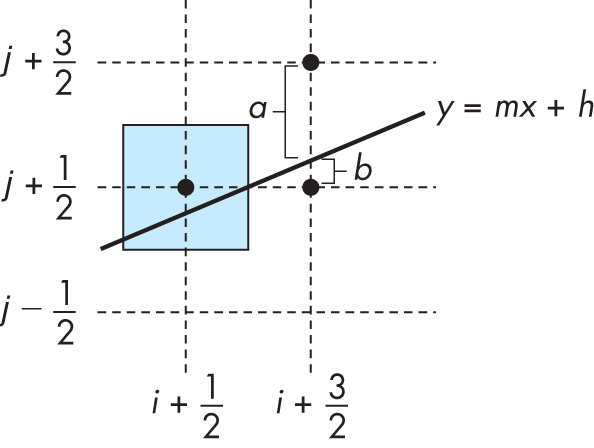 j + 3/2
a
y = mx + h
j + 1/2
b
j − 1/2
i + 1/2
i + 3/2